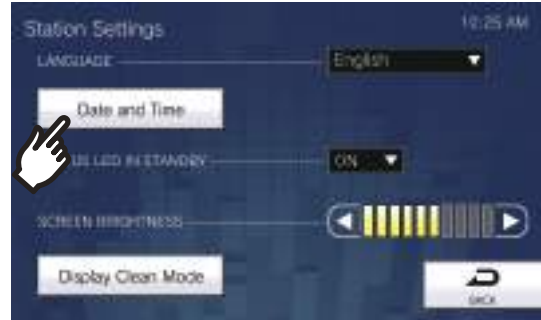 Station Settings
10:25 AM
LANGUAGE
English
Date and Time
LED IN STANDBY
ON
SCREEN BRIGHTNESS
Display Clean Mode
BACK